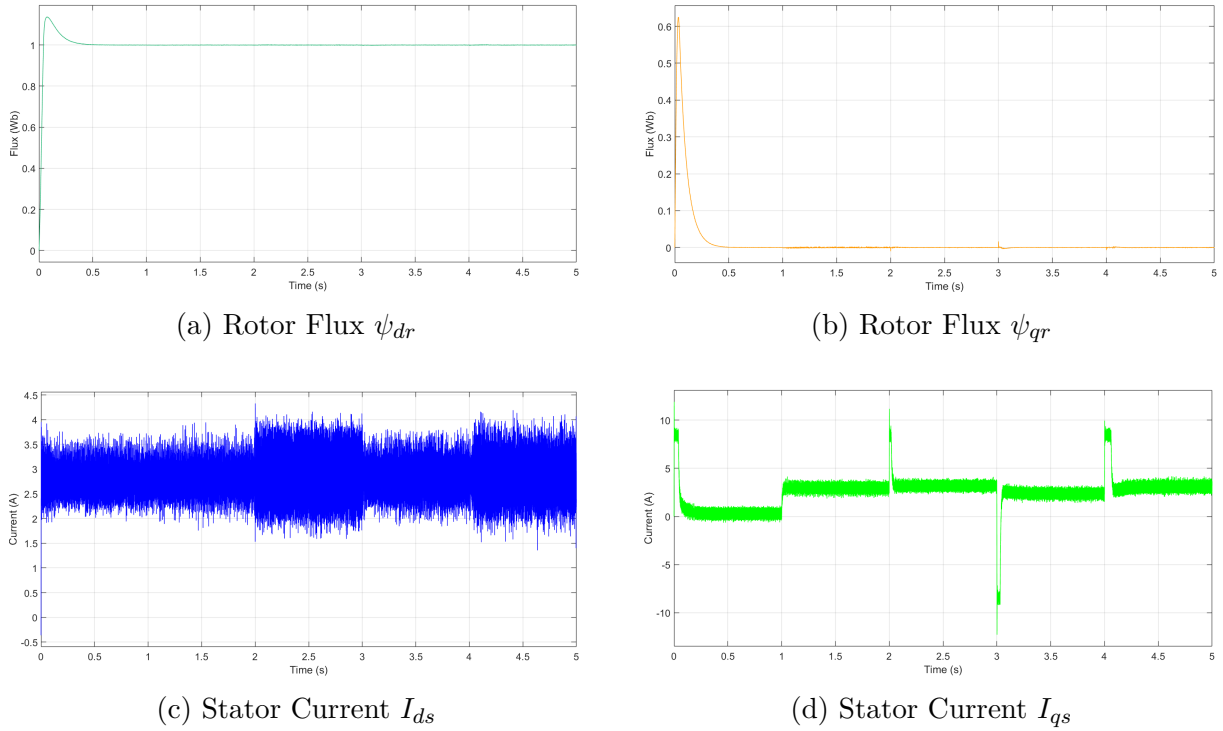 Flux (Wb)
1
0.8
0.6
0.4
0.2
0
0 0.5 1 1.5 2 2.5 3 3.5 4 4.5 5
Time (s)
(a) Rotor Flux ψdr
Flux (Wb)
0.6
0.5
0.4
0.3
0.2
0.1
0
0 0.5 1 1.5 2 2.5 3 3.5 4 4.5 5
Time (s)
(b) Rotor Flux ψqr
Current (A)
4.5
4
3.5
3
2.5
2
1.5
1
0.5
0
-0.5
0 0.5 1 1.5 2 2.5 3 3.5 4 4.5 5
Time (s)
(c) Stator Current Ids
Current (A)
10
5
0
-5
-10
0 0.5 1 1.5 2 2.5 3 3.5 4 4.5 5
Time (s)
(d) Stator Current Iqs